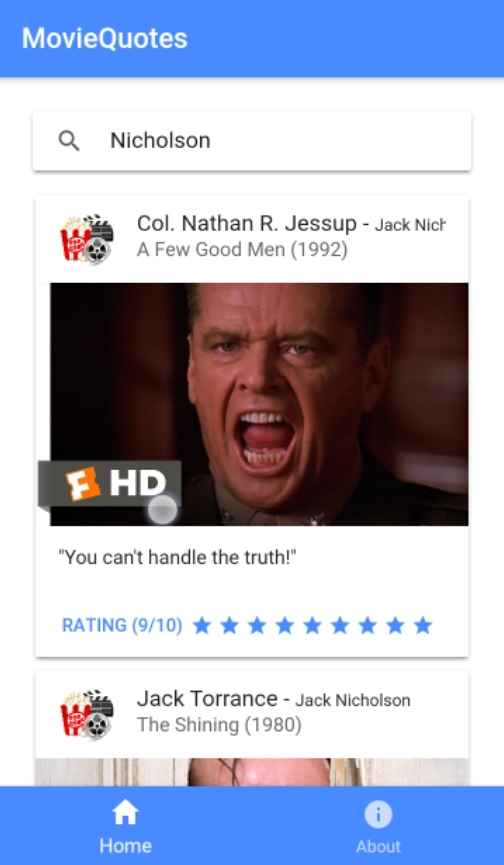 MovieQuotes
Nicholson
Col. Nathan R. Jessup - Jack Nich
A Few Good Men (1992)
HD
"You can't handle the truth!"
RATING (9/10)
Jack Torrance - Jack Nicholson
The Shining (1980)
Home
About